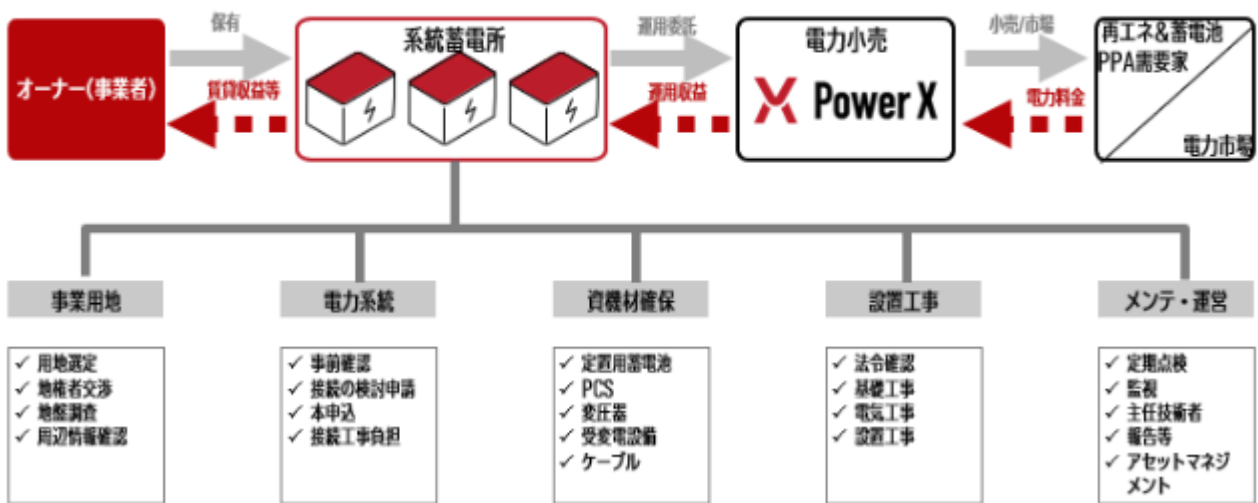 保有
系統蓄電所
運用委託
電力小売
小売/市場
再エネ&蓄電池
PPA需要家
オーナー(事業者)
賃貸収益等
運用収益
Power X
電力料金
電力市場
事業用地
電力系統
資機材確保
設置工事
メンテ・運営
✓ 用地選定
✓ 地権者交渉
✓ 地盤調査
✓ 周辺情報確認
✓ 事前確認
✓ 接続の検討申請
✓ 本申込
✓ 接続工事負担
✓ 定置用蓄電池
✓ PCS
✓ 変圧器
✓ 受変電設備
✓ ケーブル
✓ 法令確認
✓ 基礎工事
✓ 電気工事
✓ 設置工事
✓ 定期点検
✓ 監視
✓ 主任技術者
✓ 報告等
✓ アセットマネジ
メント